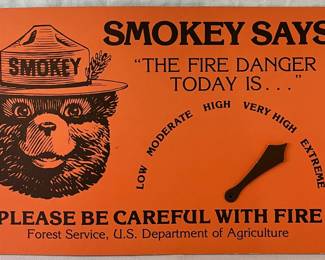 SMOKEY SAYS
"THE FIRE DANGER
TODAY IS . . ."
SMOKEY
LOW MODERATE HIGH VERY HIGH EXTREME
PLEASE BE CAREFUL WITH FIRE
Forest Service, U.S. Department of Agriculture